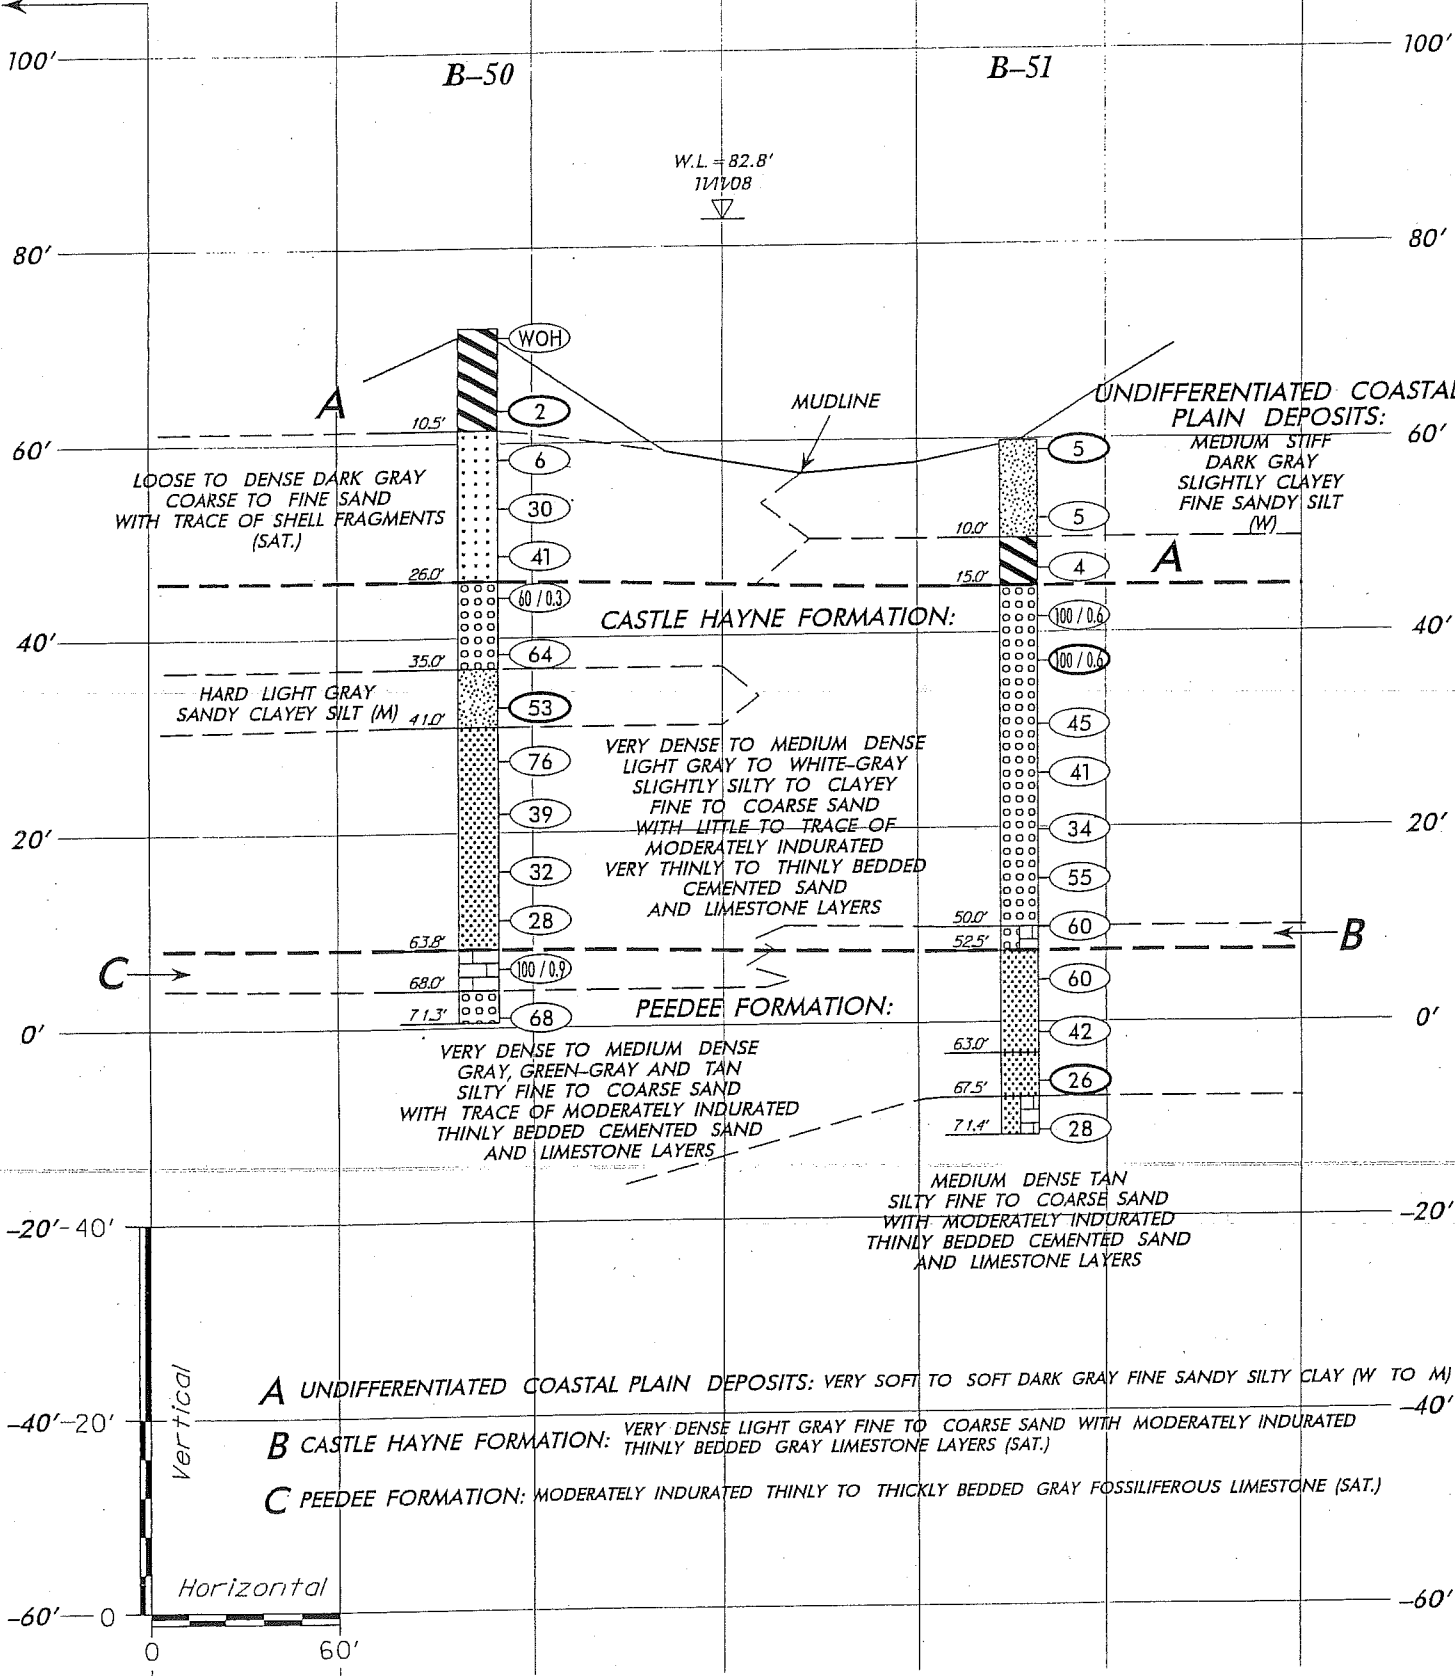 100'
100'
B-50
B-51
W.L. = 82.8'
11/11/08
80'
80'
WOH
A
2
10.5'
MUDLINE
UNDIFFERENTIATED COASTAL
PLAIN DEPOSITS:
MEDIUM STIFF
DARK GRAY
SLIGHTLY CLAYEY
FINE SANDY SILT
(W)
60'
60'
5
6
LOOSE TO DENSE DARK GRAY
COARSE TO FINE SAND
WITH TRACE OF SHELL FRAGMENTS
(SAT.)
30
5
10.0'
41
4
A
26.0'
15.0'
60 / 0.3
CASTLE HAYNE FORMATION:
100 / 0.6
40'
40'
64
100 / 0.6
35.0'
HARD LIGHT GRAY
SANDY CLAYEY SILT (M)
41.0'
53
45
VERY DENSE TO MEDIUM DENSE
LIGHT GRAY TO WHITE-GRAY
SLIGHTLY SILTY TO CLAYEY
FINE TO COARSE SAND
WITH LITTLE TO TRACE OF
MODERATELY INDURATED
VERY THINLY TO THINLY BEDDED
CEMENTED SAND
AND LIMESTONE LAYERS
76
41
39
34
20'
20'
32
55
28
50.0'
60
63.8'
52.5'
B
C
100 / 0.9
60
68.0'
71.3'
68
PEEDEE FORMATION:
0'
0'
42
63.0'
VERY DENSE TO MEDIUM DENSE
GRAY, GREEN-GRAY AND TAN
SILTY FINE TO COARSE SAND
WITH TRACE OF MODERATELY INDURATED
THINLY BEDDED CEMENTED SAND
AND LIMESTONE LAYERS
26
67.5'
71.4'
28
MEDIUM DENSE TAN
SILTY FINE TO COARSE SAND
WITH MODERATELY INDURATED
THINLY BEDDED CEMENTED SAND
AND LIMESTONE LAYERS
-20' 40'
-20'
Vertical
A UNDIFFERENTIATED COASTAL PLAIN DEPOSITS: VERY SOFT TO SOFT DARK GRAY FINE SANDY SILTY CLAY (W TO M)
-40' 20'
-40'
B CASTLE HAYNE FORMATION: VERY DENSE LIGHT GRAY FINE TO COARSE SAND WITH MODERATELY INDURATED
THINLY BEDDED GRAY LIMESTONE LAYERS (SAT.)
C PEEDEE FORMATION: MODERATELY INDURATED THINLY TO THICKLY BEDDED GRAY FOSSILIFEROUS LIMESTONE (SAT.)
Horizontal
-60' 0
-60'
0 60'